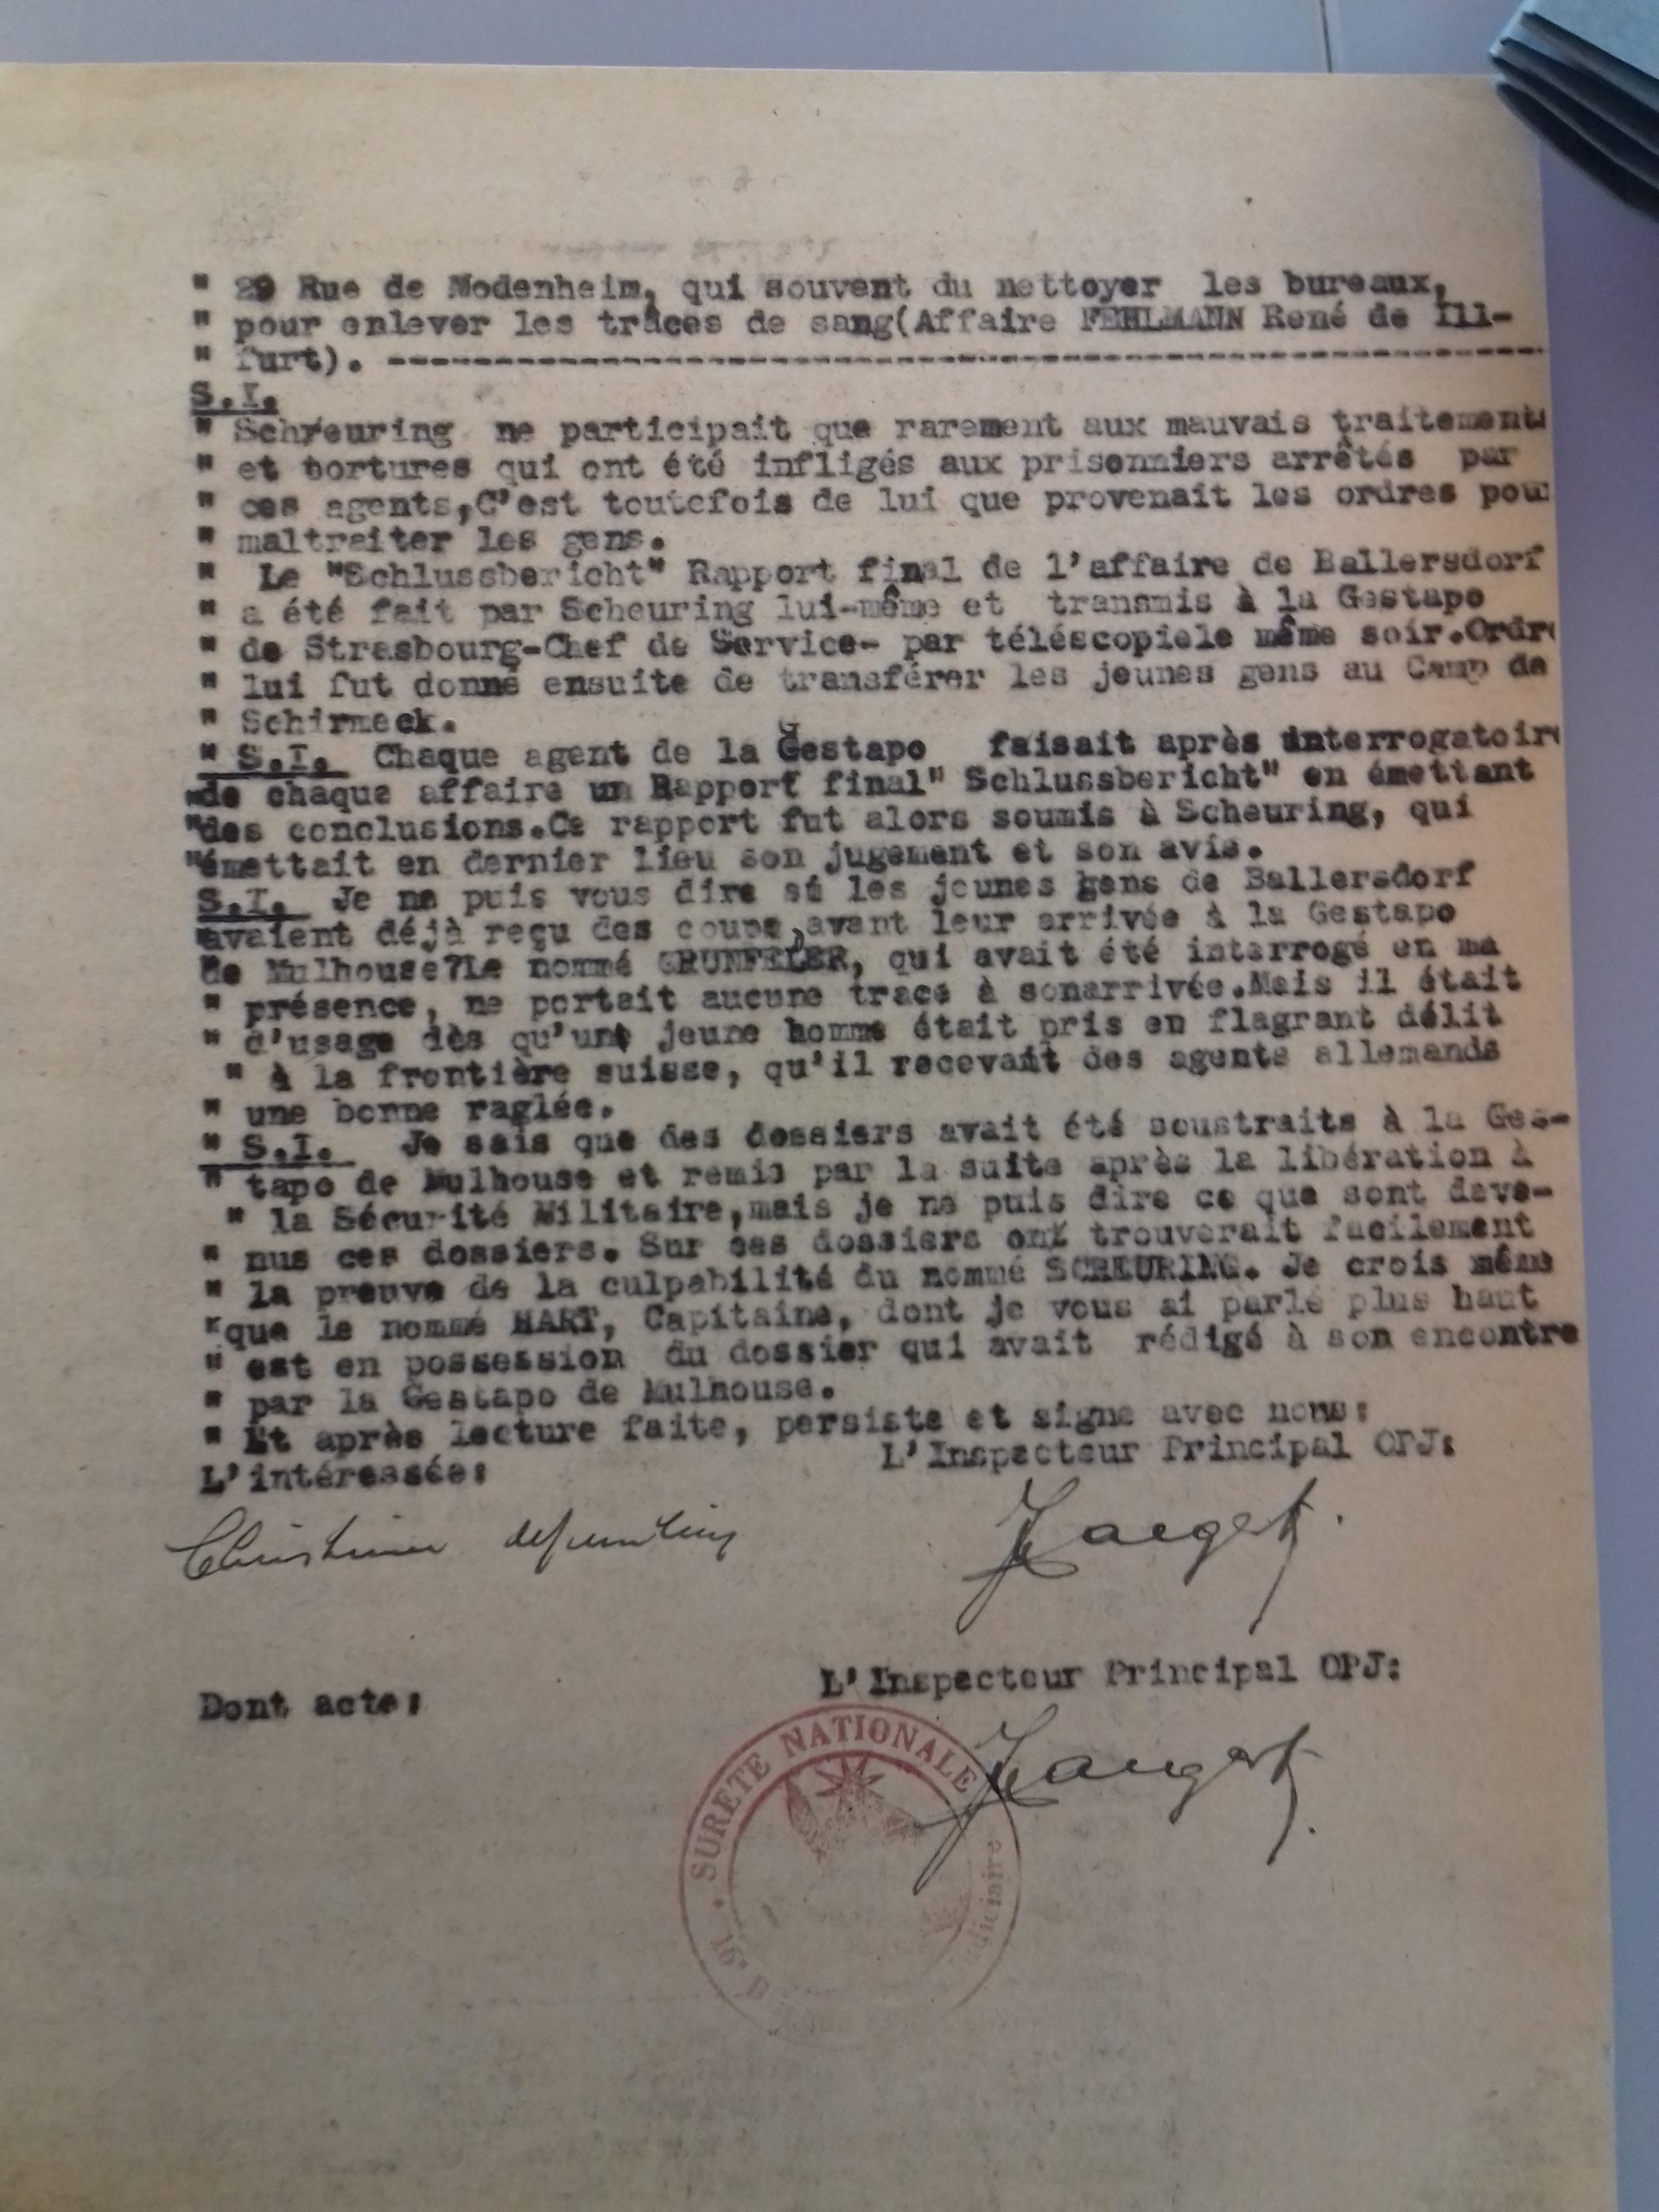 " 29 Rue de Modenheim, qui souvent du nettoyer les bureaux,
" pour enlever les traces de sang(Affaire FEHLMANN René de Ill-
" furt). ------------------------------------------------
S.I.
" Schreuring ne participait que rarement aux mauvais traitements
" et tortures qui ont été infligés aux prisonniers arrêtés par
" ces agents,C'est toutefois de lui que provenait les ordres pour
" maltraiter les gens.
" Le "Schlussbericht" Rapport final de l'affaire de Ballersdorf
" a été fait par Scheuring lui-même et transmis à la Gestapo
" de Strasbourg-Chef de Service- par téléscopiele même soir.Ordre
" lui fut donné ensuite de transférer les jeunes gens au Camp de
" Schirmeck.
" S.I. Chaque agent de la Gestapo faisait après interrogatoire
"de chaque affaire un Rapport final" Schlussbericht" en émettant
"des conclusions.Ce rapport fut alors soumis à Scheuring, qui
"émettait en dernier lieu son jugement et son avis.
S.I. Je ne puis vous dire si les jeunes gens de Ballersdorf
"avaient déjà reçu des coups,avant leur arrivée à la Gestapo
"de Mulhouse?Le nommé , qui avait été interrogé en ma
" présence, ne portait aucune trace à sonarrivée.Mais il était
" d'usage dès qu'une jeune homme était pris en flagrant délit
" à la frontière suisse, qu'il recevait des agents allemands
" une bonne raglée.
" S.I. Je sais que des dossiers avait été soustraits à la Ges-
" tapo de Mulhouse et remis par la suite après la libération à
" la Sécurité Militaire,mais je ne puis dire ce que sont deve-
" nus ces dossiers. Sur ces dossiers ont trouverait facilement
" la preuve de la culpabilité du nommé SCHEURING. Je crois même
"que le nommé HART, Capitaine, dont je vous ai parlé plus haut
" est en possession du dossier qui avait rédigé à son encontre
" par la Gestapo de Mulhouse.
" Et après lecture faite, persiste et signe avec nous:
L'Inspecteur Principal OPJ:
L'intéressée:
L'Inspecteur Principal OPJ:
Dont acte:
SURETE NATIONALE